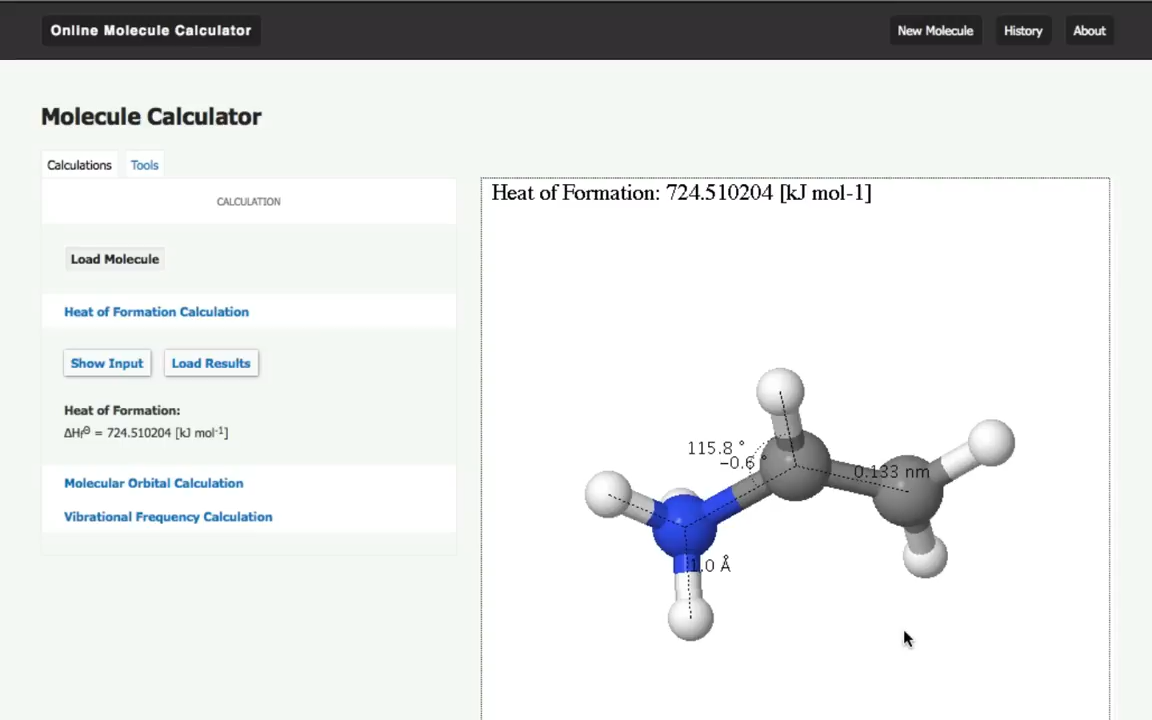 Online Molecule Calculator
New Molecule
History
About
Molecule Calculator
Calculations
Tools
CALCULATION
Load Molecule
Heat of Formation Calculation
Show Input
Load Results
Heat of Formation:
ΔHf⊖ = 724.510204 [kJ mol-1]
Molecular Orbital Calculation
Vibrational Frequency Calculation
Heat of Formation: 724.510204 [kJ mol-1]
115.8 °
−0.6 °
0.133 nm
1.0 Å